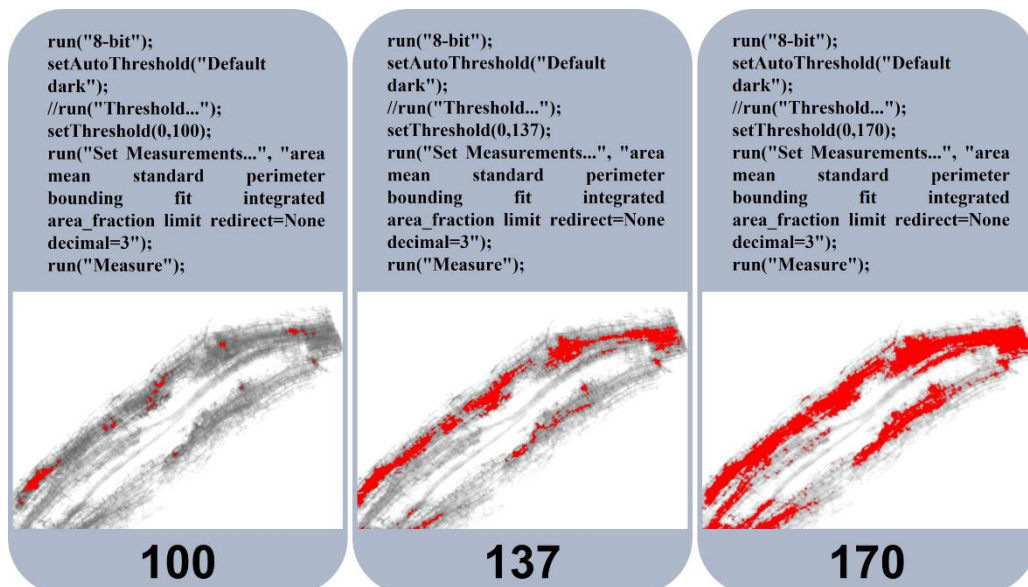 run("8-bit");
setAutoThreshold("Default
dark");
//run("Threshold...");
setThreshold(0,100);
run("Set Measurements...", "area
mean standard perimeter
bounding fit integrated
area_fraction limit redirect=None
decimal=3");
run("Measure");
100
run("8-bit");
setAutoThreshold("Default
dark");
//run("Threshold...");
setThreshold(0,137);
run("Set Measurements...", "area
mean standard perimeter
bounding fit integrated
area_fraction limit redirect=None
decimal=3");
run("Measure");
137
run("8-bit");
setAutoThreshold("Default
dark");
//run("Threshold...");
setThreshold(0,170);
run("Set Measurements...", "area
mean standard perimeter
bounding fit integrated
area_fraction limit redirect=None
decimal=3");
run("Measure");
170